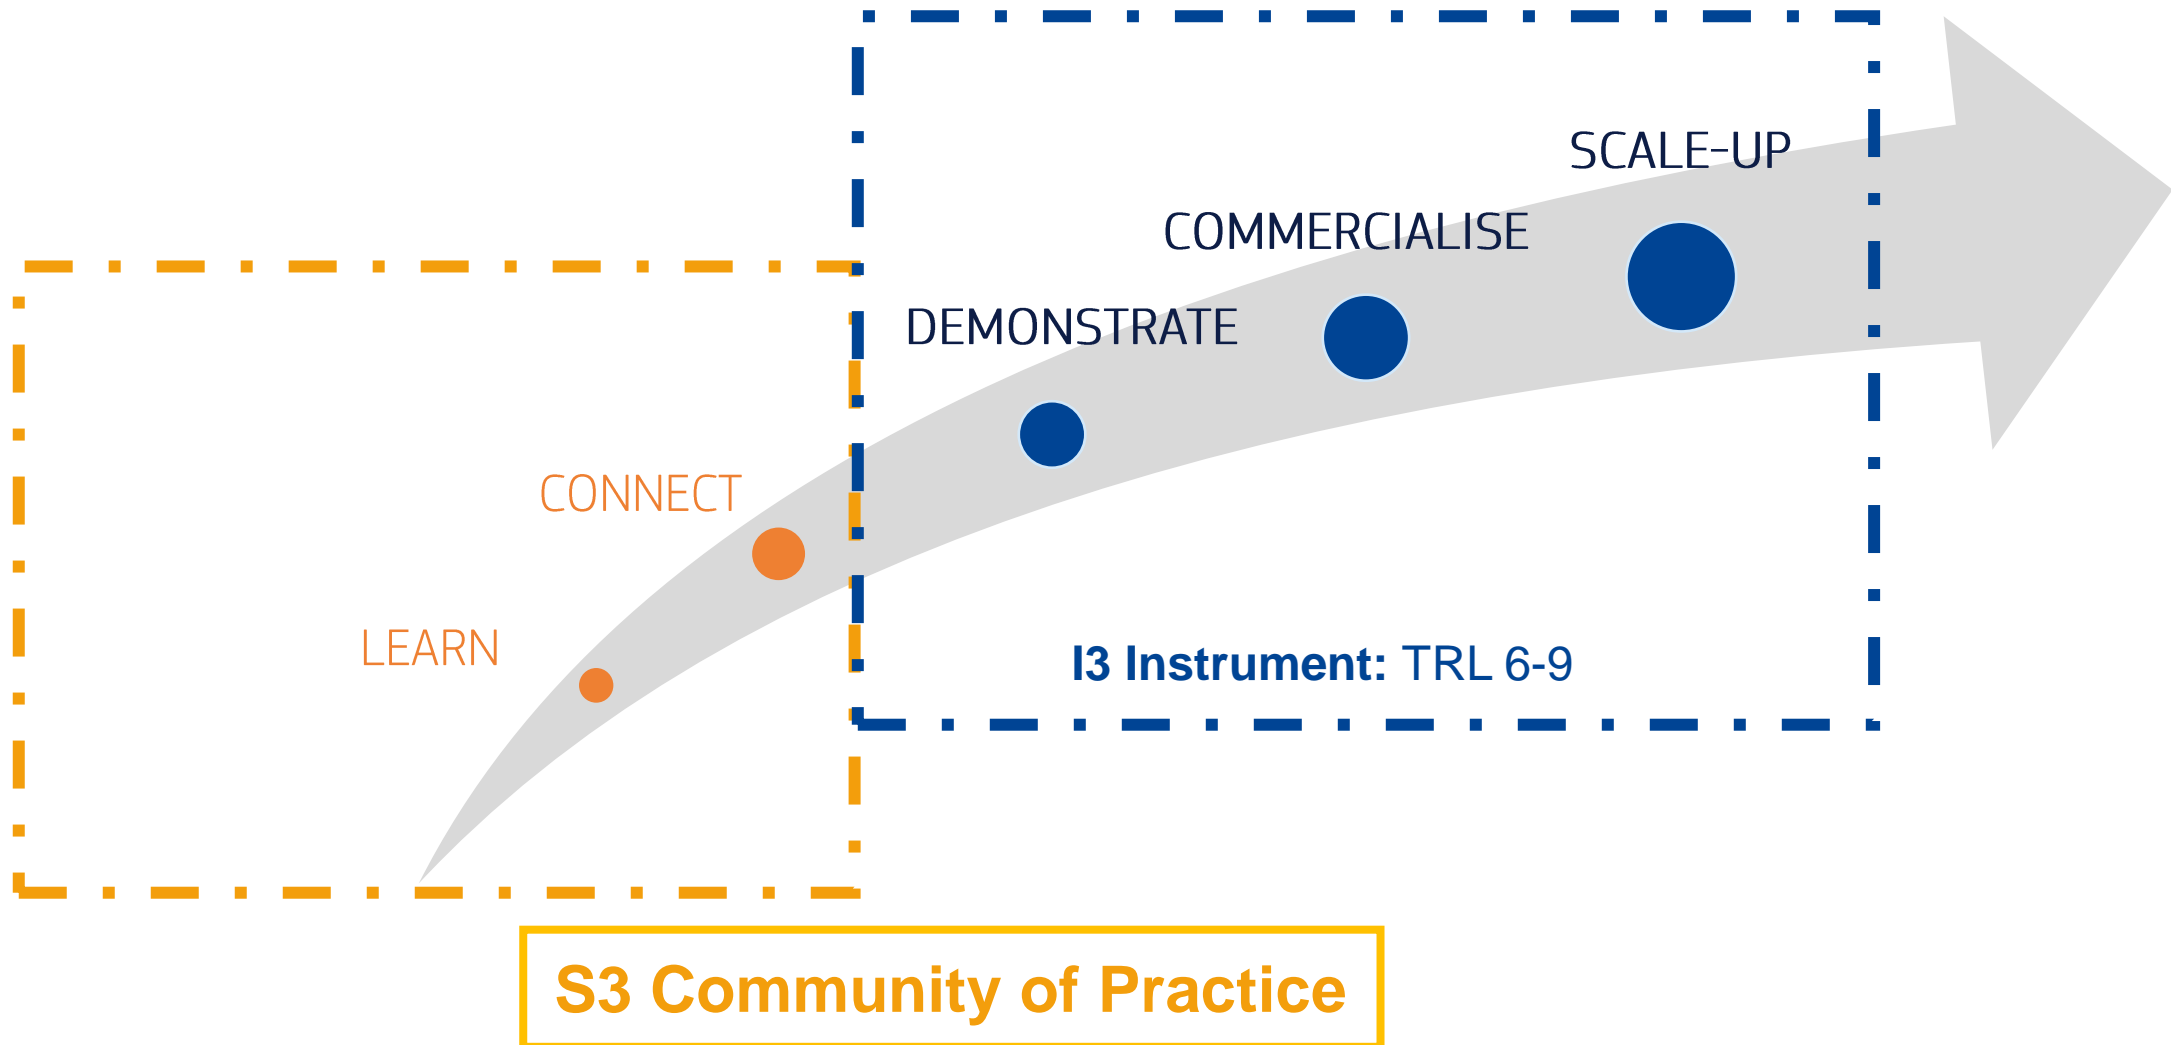 SCALE-UP
COMMERCIALISE
DEMONSTRATE
CONNECT
LEARN
I3 Instrument: TRL 6-9
S3 Community of Practice